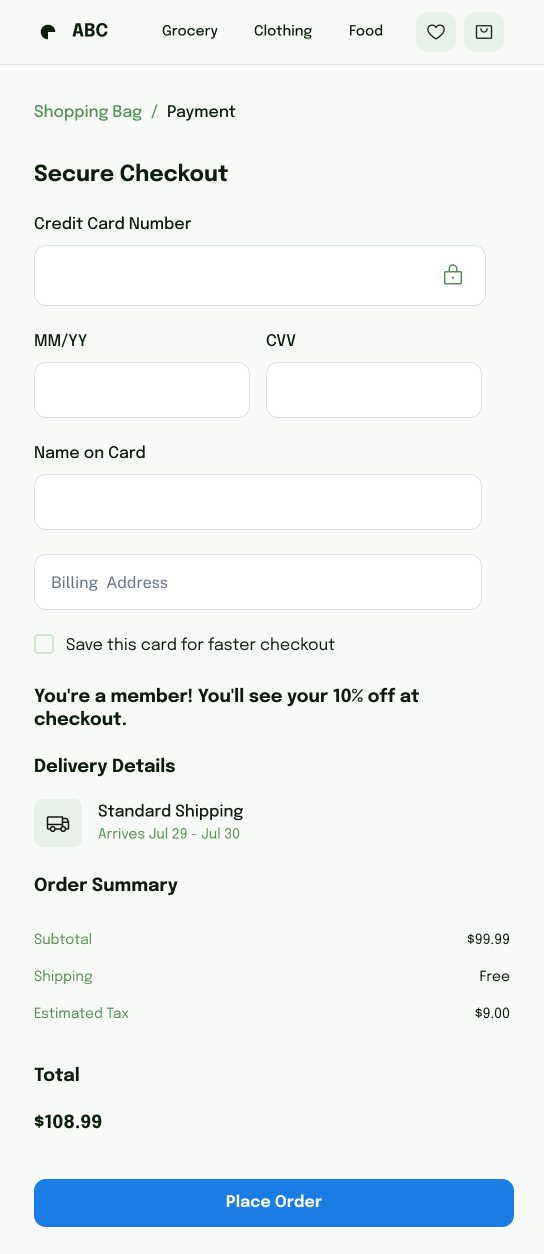 ABC Grocery Clothing Food
Shopping Bag / Payment
Secure Checkout
Credit Card Number
MM/YY CVV
Name on Card
Billing Address
Save this card for faster checkout
You're a member! You'll see your 10% off at
checkout.
Delivery Details
Standard Shipping
Arrives Jul 29 - Jul 30
Order Summary
Subtotal $99.99
Shipping Free
Estimated Tax $9.00
Total
$108.99
Place Order